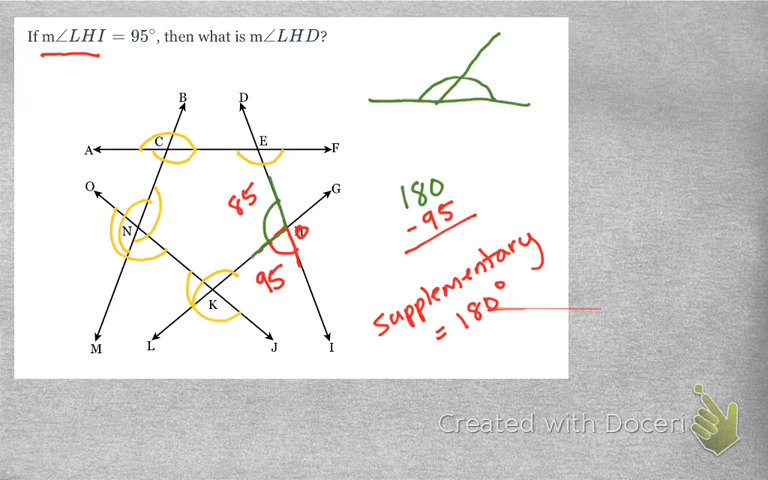 If m∠LHI = 95°, then what is m∠LHD?
B
D
C
E
A
F
O
G
85
180
-95
N
H
95
supplementary
= 180°
K
M
L
J
I
Created with Doceri